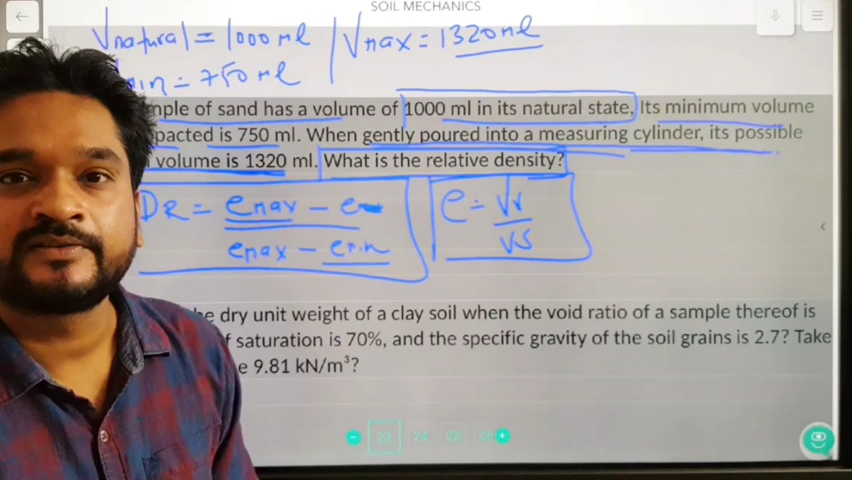 SOIL MECHANICS
Vnatural = 1000 ml | Vmax = 1320 ml
min = 750 ml
mple of sand has a volume of 1000 ml in its natural state, Its minimum volume
pacted is 750 ml. When gently poured into a measuring cylinder, its possible
volume is 1320 ml. What is the relative density?
DR = emax - e
emax - emin
e = Vv
Vs
he dry unit weight of a clay soil when the void ratio of a sample thereof is
f saturation is 70%, and the specific gravity of the soil grains is 2.7? Take
e 9.81 kN/m³?
23 24 25 26